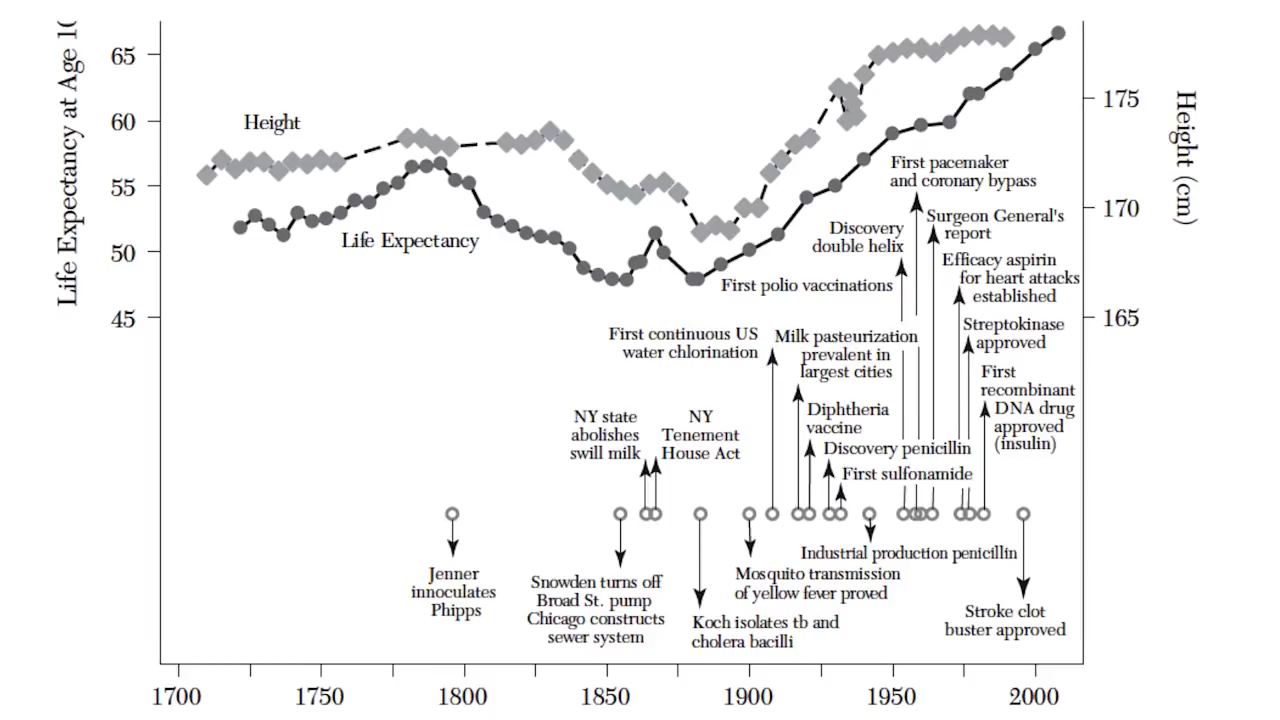 Life Expectancy at Age 10
65
60
55
50
45
Height
Life Expectancy
175
170
165
Height (cm)
First pacemaker
and coronary bypass
Surgeon General's
report
Discovery
double helix
Efficacy aspirin
for heart attacks
established
First polio vaccinations
Streptokinase
approved
First continuous US
water chlorination
Milk pasteurization
prevalent in
largest cities
First
recombinant
DNA drug
approved
(insulin)
NY state
abolishes
swill milk
NY
Tenement
House Act
Diphtheria
vaccine
Discovery penicillin
First sulfonamide
Jenner
innoculates
Phipps
Snowden turns off
Broad St. pump
Chicago constructs
sewer system
Koch isolates tb and
cholera bacilli
Mosquito transmission
of yellow fever proved
Industrial production penicillin
Stroke clot
buster approved
1700
1750
1800
1850
1900
1950
2000